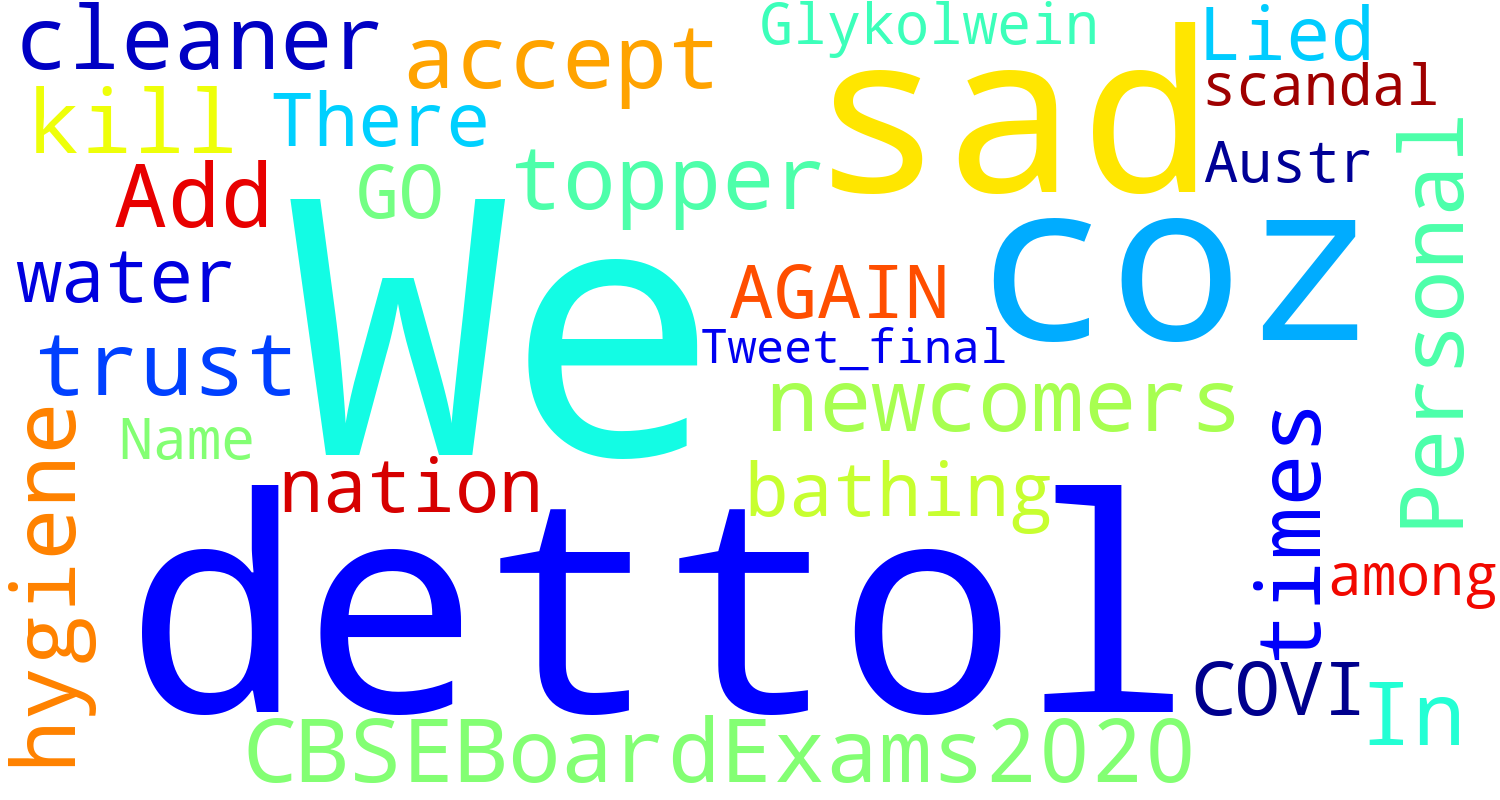 cleaner
accept
Glykolwein
sad
Lied
scandal
kill
There
Austr
Personal
Add
GO
topper
We
coz
water
AGAIN
Tweet_final
trust
newcomers
Name
hygiene
nation
bathing
times
dettol
among
COVI
In
CBSEBoardExams2020